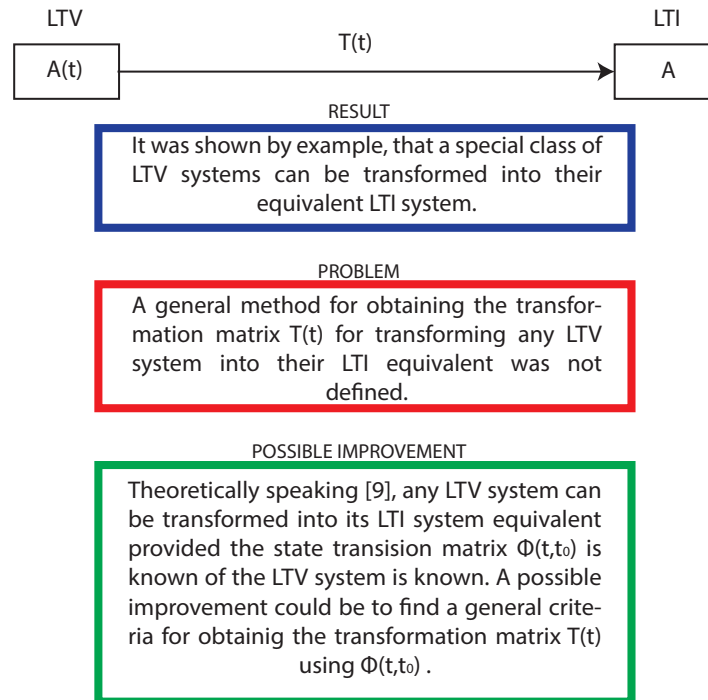 LTV
LTI
T(t)
A(t)
A
RESULT
It was shown by example, that a special class of
LTV systems can be transformed into their
equivalent LTI system.
PROBLEM
A general method for obtaining the transfor-
mation matrix T(t) for transforming any LTV
system into their LTI equivalent was not
defined.
POSSIBLE IMPROVEMENT
Theoretically speaking [9], any LTV system can
be transformed into its LTI system equivalent
provided the state transision matrix Φ(t,t₀) is
known of the LTV system is known. A possible
improvement could be to find a general crite-
ria for obtainig the transformation matrix T(t)
using Φ(t,t₀) .